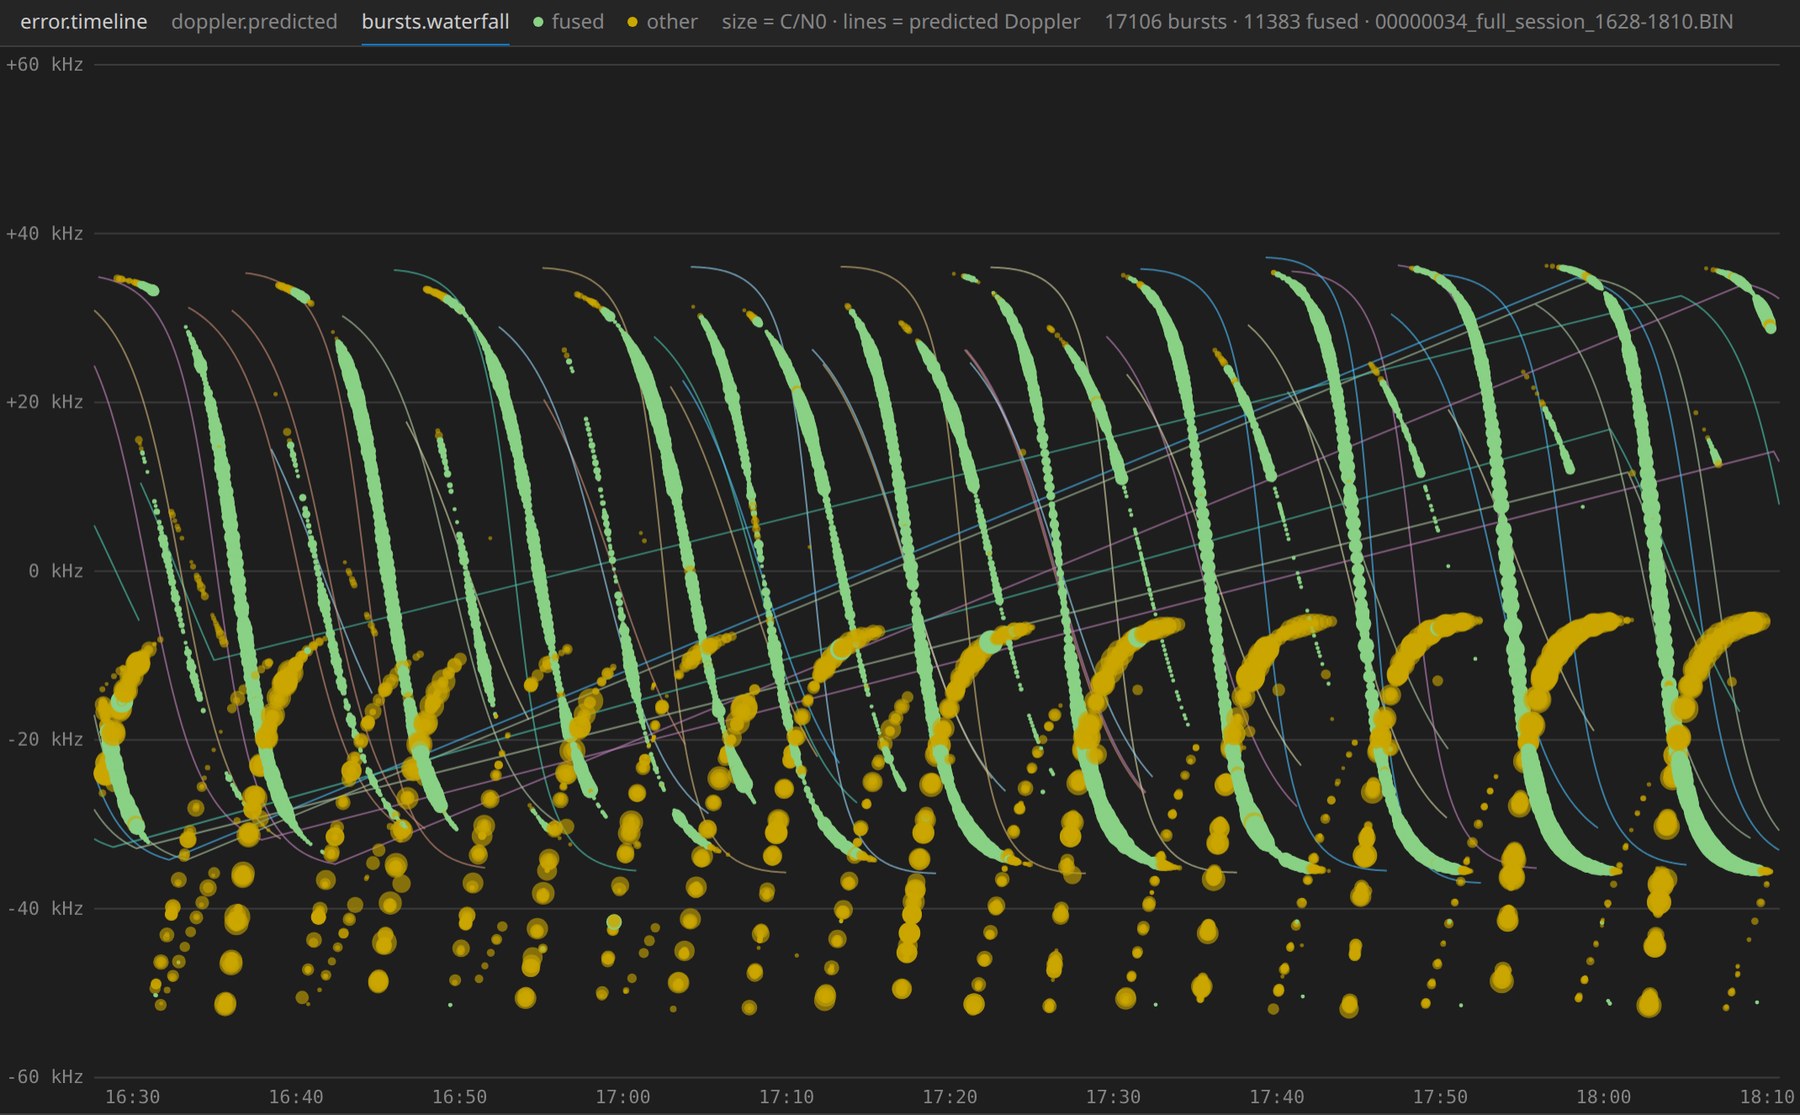 error.timeline doppler.predicted bursts.waterfall fused other size = C/N0 · lines = predicted Doppler 17106 bursts · 11383 fused · 00000034_full_session_1628-1810.BIN
+60 kHz
+40 kHz
+20 kHz
0 kHz
-20 kHz
-40 kHz
-60 kHz
16:30 16:40 16:50 17:00 17:10 17:20 17:30 17:40 17:50 18:00 18:10